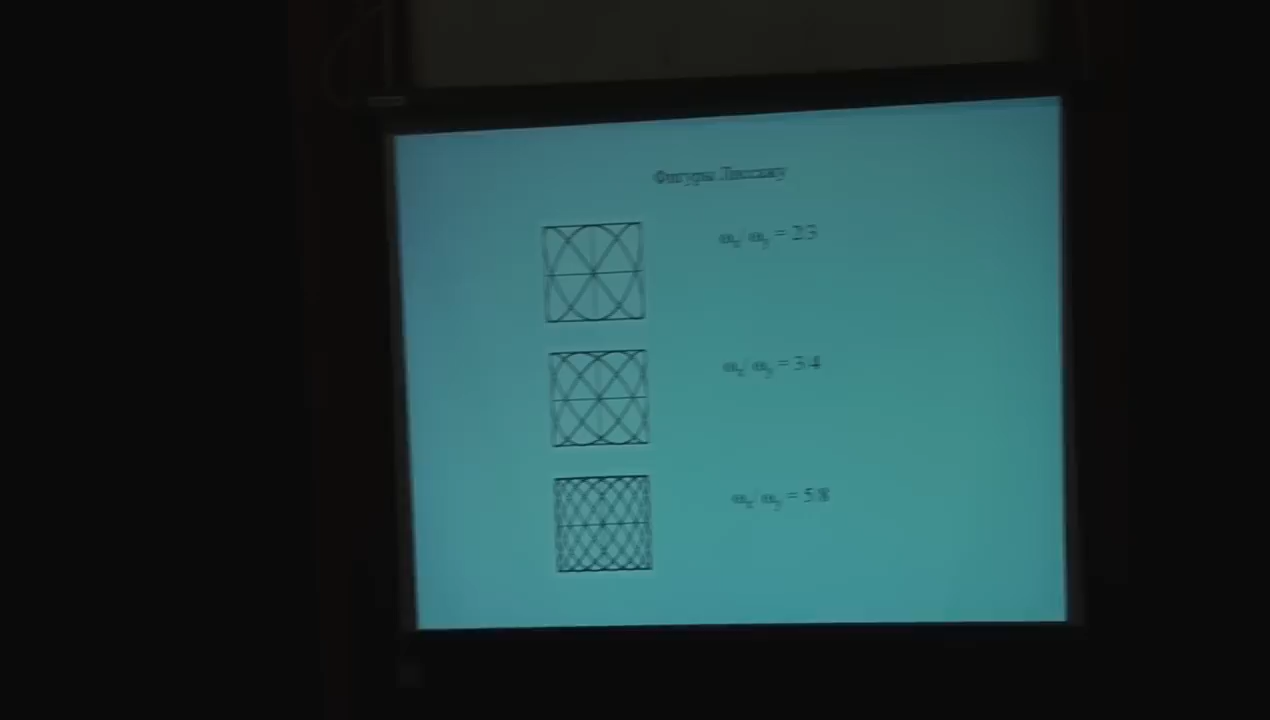 Фигуры Лиссажу
ωx/ ωy = 2/3
ωx/ ωy = 3/4
ωx/ ωy = 5/8